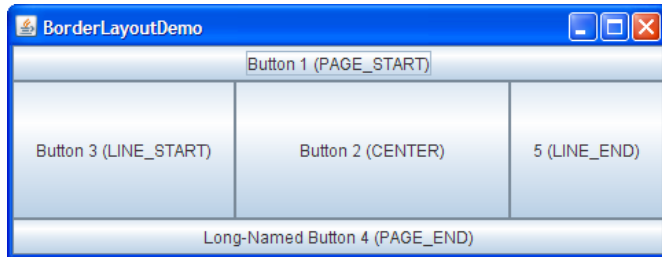 BorderLayoutDemo
Button 1 (PAGE_START)
Button 3 (LINE_START)
Button 2 (CENTER)
5 (LINE_END)
Long-Named Button 4 (PAGE_END)